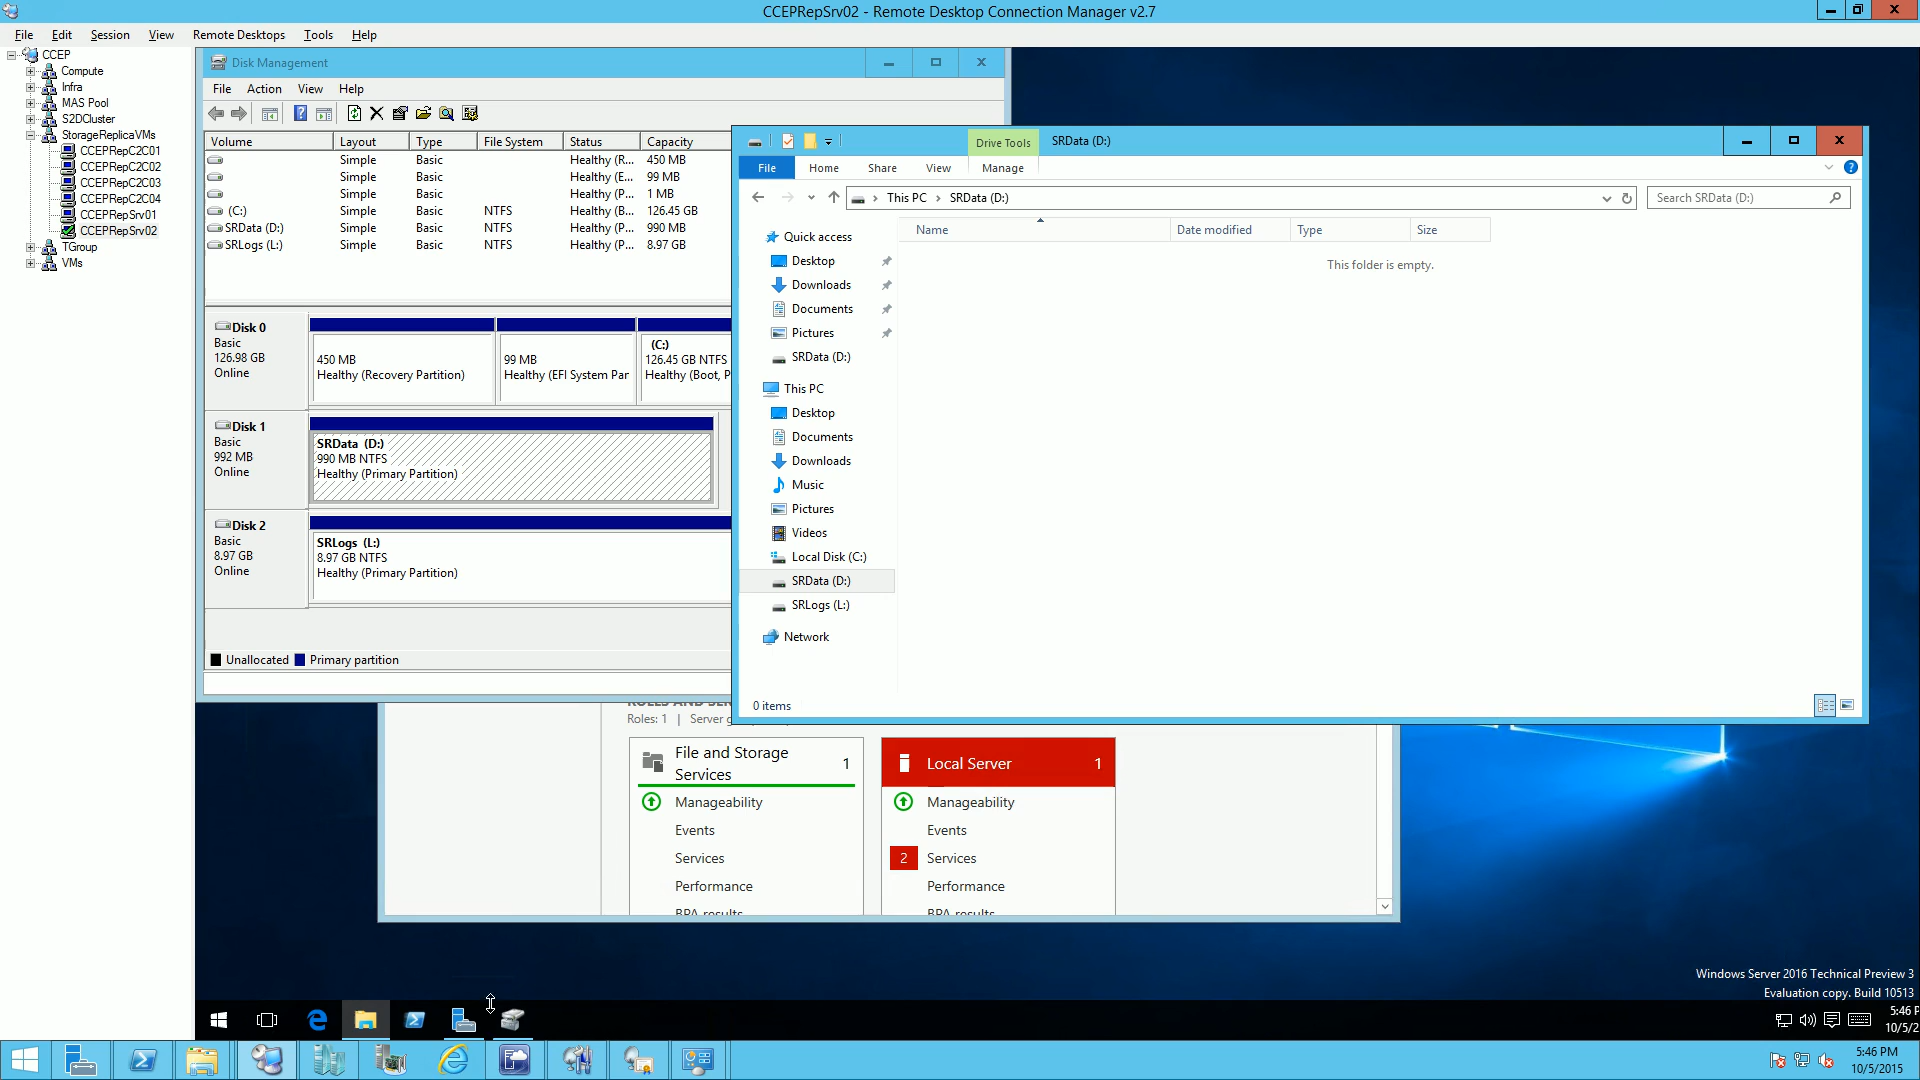 CCEPRepSrv02 - Remote Desktop Connection Manager v2.7
File Edit Session View Remote Desktops Tools Help
CCEP
Compute
Infra
MAS Pool
S2DCluster
StorageReplicaVMs
CCEPRepC2C01
CCEPRepC2C02
CCEPRepC2C03
CCEPRepC2C04
CCEPRepSrv01
CCEPRepSrv02
TGroup
VMs
Disk Management
File Action View Help
Volume Layout Type File System Status Capacity
Simple Basic Healthy (R... 450 MB
Simple Basic Healthy (E... 99 MB
Simple Basic Healthy (P... 1 MB
(C:) Simple Basic NTFS Healthy (B... 126.45 GB
SRData (D:) Simple Basic NTFS Healthy (P... 990 MB
SRLogs (L:) Simple Basic NTFS Healthy (P... 8.97 GB
Disk 0
Basic
126.98 GB
Online
450 MB
Healthy (Recovery Partition)
99 MB
Healthy (EFI System Par
(C:)
126.45 GB NTFS
Healthy (Boot, P
Disk 1
Basic
992 MB
Online
SRData (D:)
990 MB NTFS
Healthy (Primary Partition)
Disk 2
Basic
8.97 GB
Online
SRLogs (L:)
8.97 GB NTFS
Healthy (Primary Partition)
Unallocated Primary partition
Drive Tools SRData (D:)
File Home Share View Manage
This PC SRData (D:)
Search SRData (D:)
Name Date modified Type Size
This folder is empty.
Quick access
Desktop
Downloads
Documents
Pictures
SRData (D:)
This PC
Desktop
Documents
Downloads
Music
Pictures
Videos
Local Disk (C:)
SRData (D:)
SRLogs (L:)
Network
0 items
Roles: 1 | Server g
File and Storage
Services
1
Manageability
Events
Services
Performance
BPA results
Local Server 1
Manageability
Events
2 Services
Performance
BPA results
Windows Server 2016 Technical Preview 3
Evaluation copy. Build 10513
5:46 P
10/5/2
5:46 PM
10/5/2015